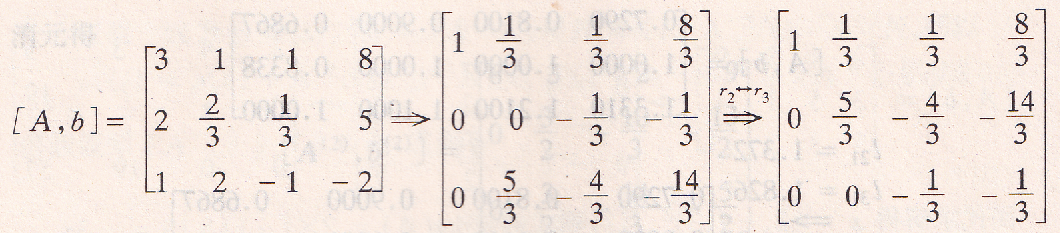 [A,b]= [3 1 1 8; 2 2/3 1/3 5; 1 2 -1 -2] ⟹ [1 1/3 1/3 8/3; 0 0 -1/3 -1/3; 0 5/3 -4/3 -14/3] r₂↔r₃ ⟹ [1 1/3 1/3 8/3; 0 5/3 -4/3 -14/3; 0 0 -1/3 -1/3]